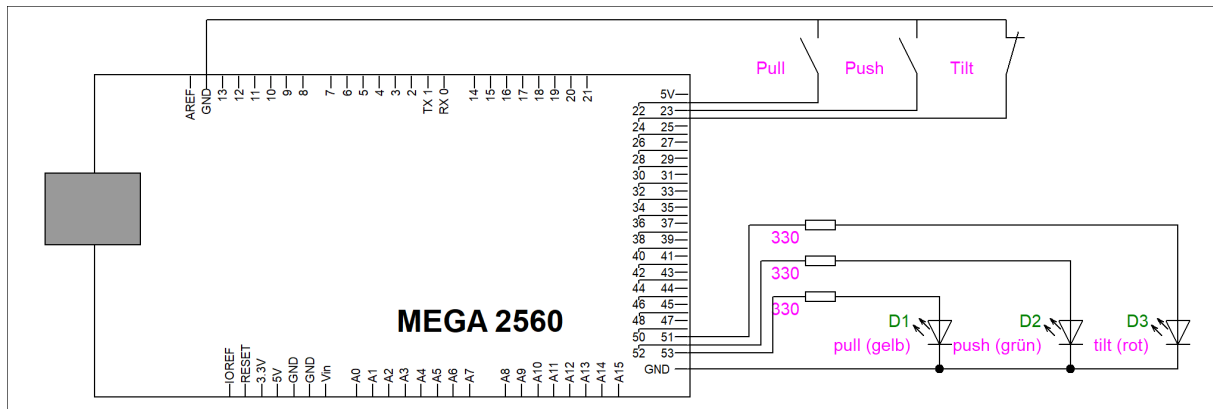 Pull
Push
Tilt
AREF
GND
13
12
11
10
9
8
7
6
5
4
3
2
TX 1
RX 0
14
15
16
17
18
19
20
21
5V
22 23
24 25
26 27
28 29
30 31
32 33
34 35
36 37
38 39
40 41
42 43
44 44
46 45
48 47
50 51
52 53
GND
330
330
330
MEGA 2560
D1
D2
D3
pull (gelb)
push (grün)
tilt (rot)
IOREF
RESET
3.3V
5V
GND
GND
Vin
A0
A1
A2
A3
A4
A5
A6
A7
A8
A9
A10
A11
A12
A13
A14
A15